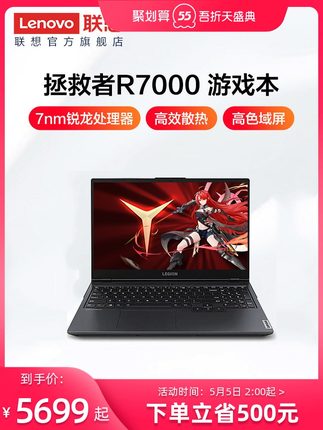 Lenovo 联想
联想官方旗舰店
聚划算 55 吾折天盛典
拯救者R7000 游戏本
7nm锐龙处理器
高效散热
高色域屏
LEGION
到手价：
¥5699起
活动时间：5月5日 2:00起>
下单立省500元